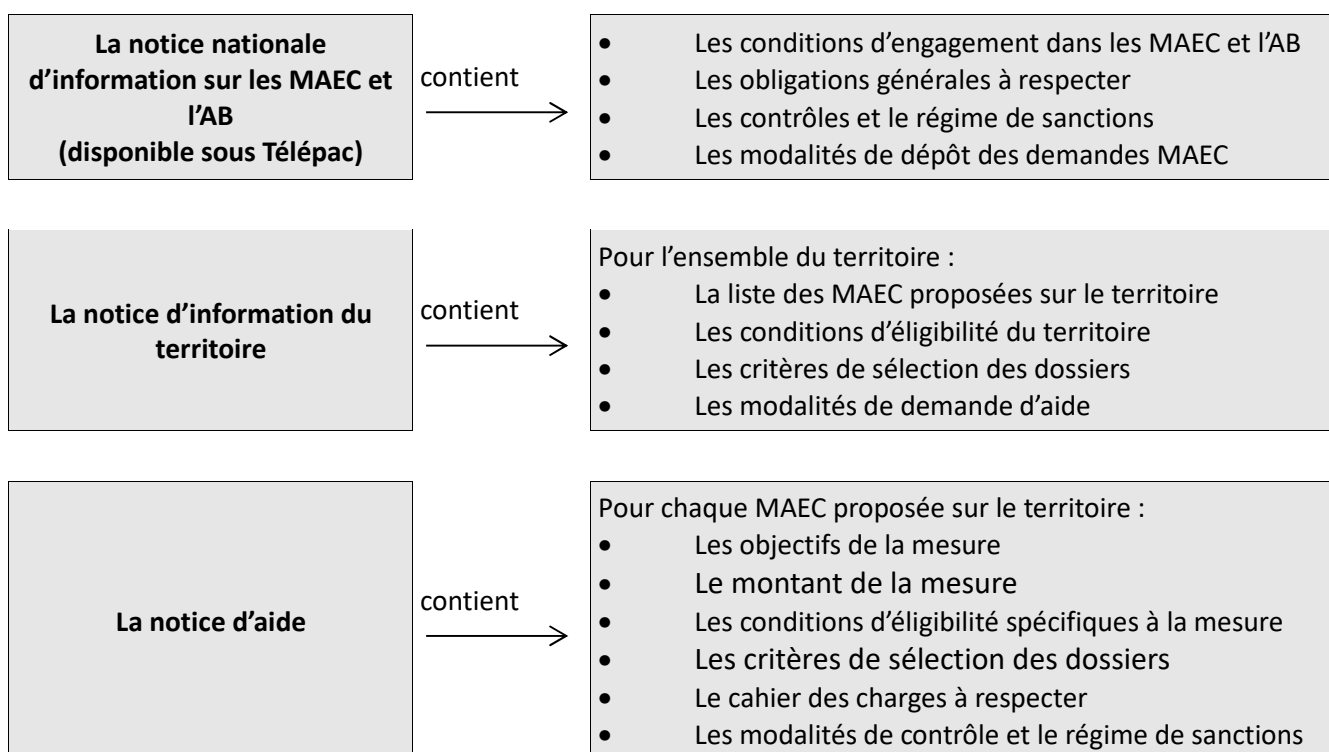 La notice nationale
d’information sur les MAEC et
l’AB
(disponible sous Télépac)
contient
• Les conditions d’engagement dans les MAEC et l’AB
• Les obligations générales à respecter
• Les contrôles et le régime de sanctions
• Les modalités de dépôt des demandes MAEC
La notice d’information du
territoire
contient
Pour l’ensemble du territoire :
• La liste des MAEC proposées sur le territoire
• Les conditions d’éligibilité du territoire
• Les critères de sélection des dossiers
• Les modalités de demande d’aide
La notice d’aide
contient
Pour chaque MAEC proposée sur le territoire :
• Les objectifs de la mesure
• Le montant de la mesure
• Les conditions d’éligibilité spécifiques à la mesure
• Les critères de sélection des dossiers
• Le cahier des charges à respecter
• Les modalités de contrôle et le régime de sanctions